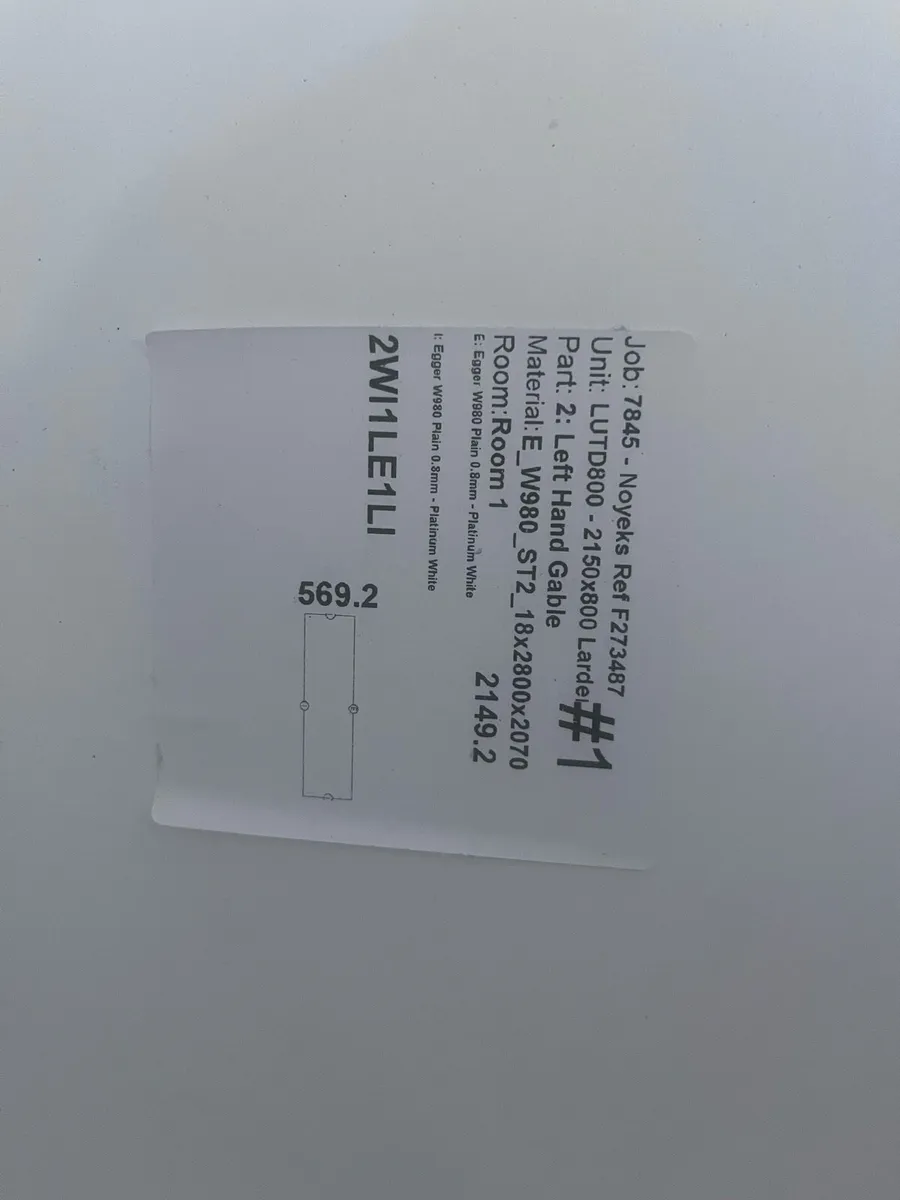 Job: 7845 - Noyeks Ref F273487
Unit: LUTD800 - 2150x800 Larder
#1
Part: 2: Left Hand Gable
Material:E_W980_ST2_18x2800x2070
Room:Room 1
2149.2
E: Egger W980 Plain 0.8mm - Platinum White
I: Egger W980 Plain 0.8mm - Platinum White
2WI1LE1LI
569.2
E
I